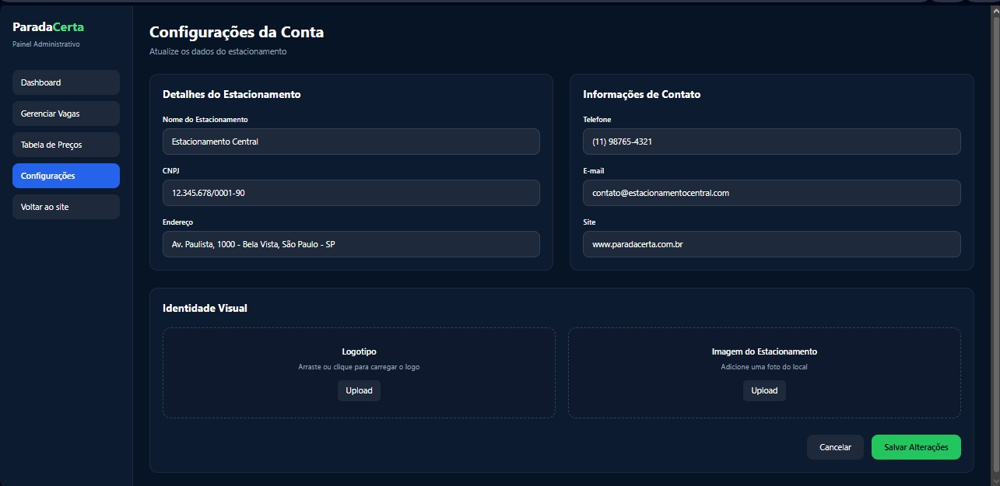 ParadaCerta
Painel Administrativo
Dashboard
Gerenciar Vagas
Tabela de Preços
Configurações
Voltar ao site
Configurações da Conta
Atualize os dados do estacionamento
Detalhes do Estacionamento
Nome do Estacionamento
Estacionamento Central
CNPJ
12.345.678/0001-90
Endereço
Av. Paulista, 1000 - Bela Vista, São Paulo - SP
Informações de Contato
Telefone
(11) 98765-4321
E-mail
contato@estacionamentocentral.com
Site
www.paradacerta.com.br
Identidade Visual
Logotipo
Arraste ou clique para carregar o logo
Upload
Imagem do Estacionamento
Adicione uma foto do local
Upload
Cancelar
Salvar Alterações